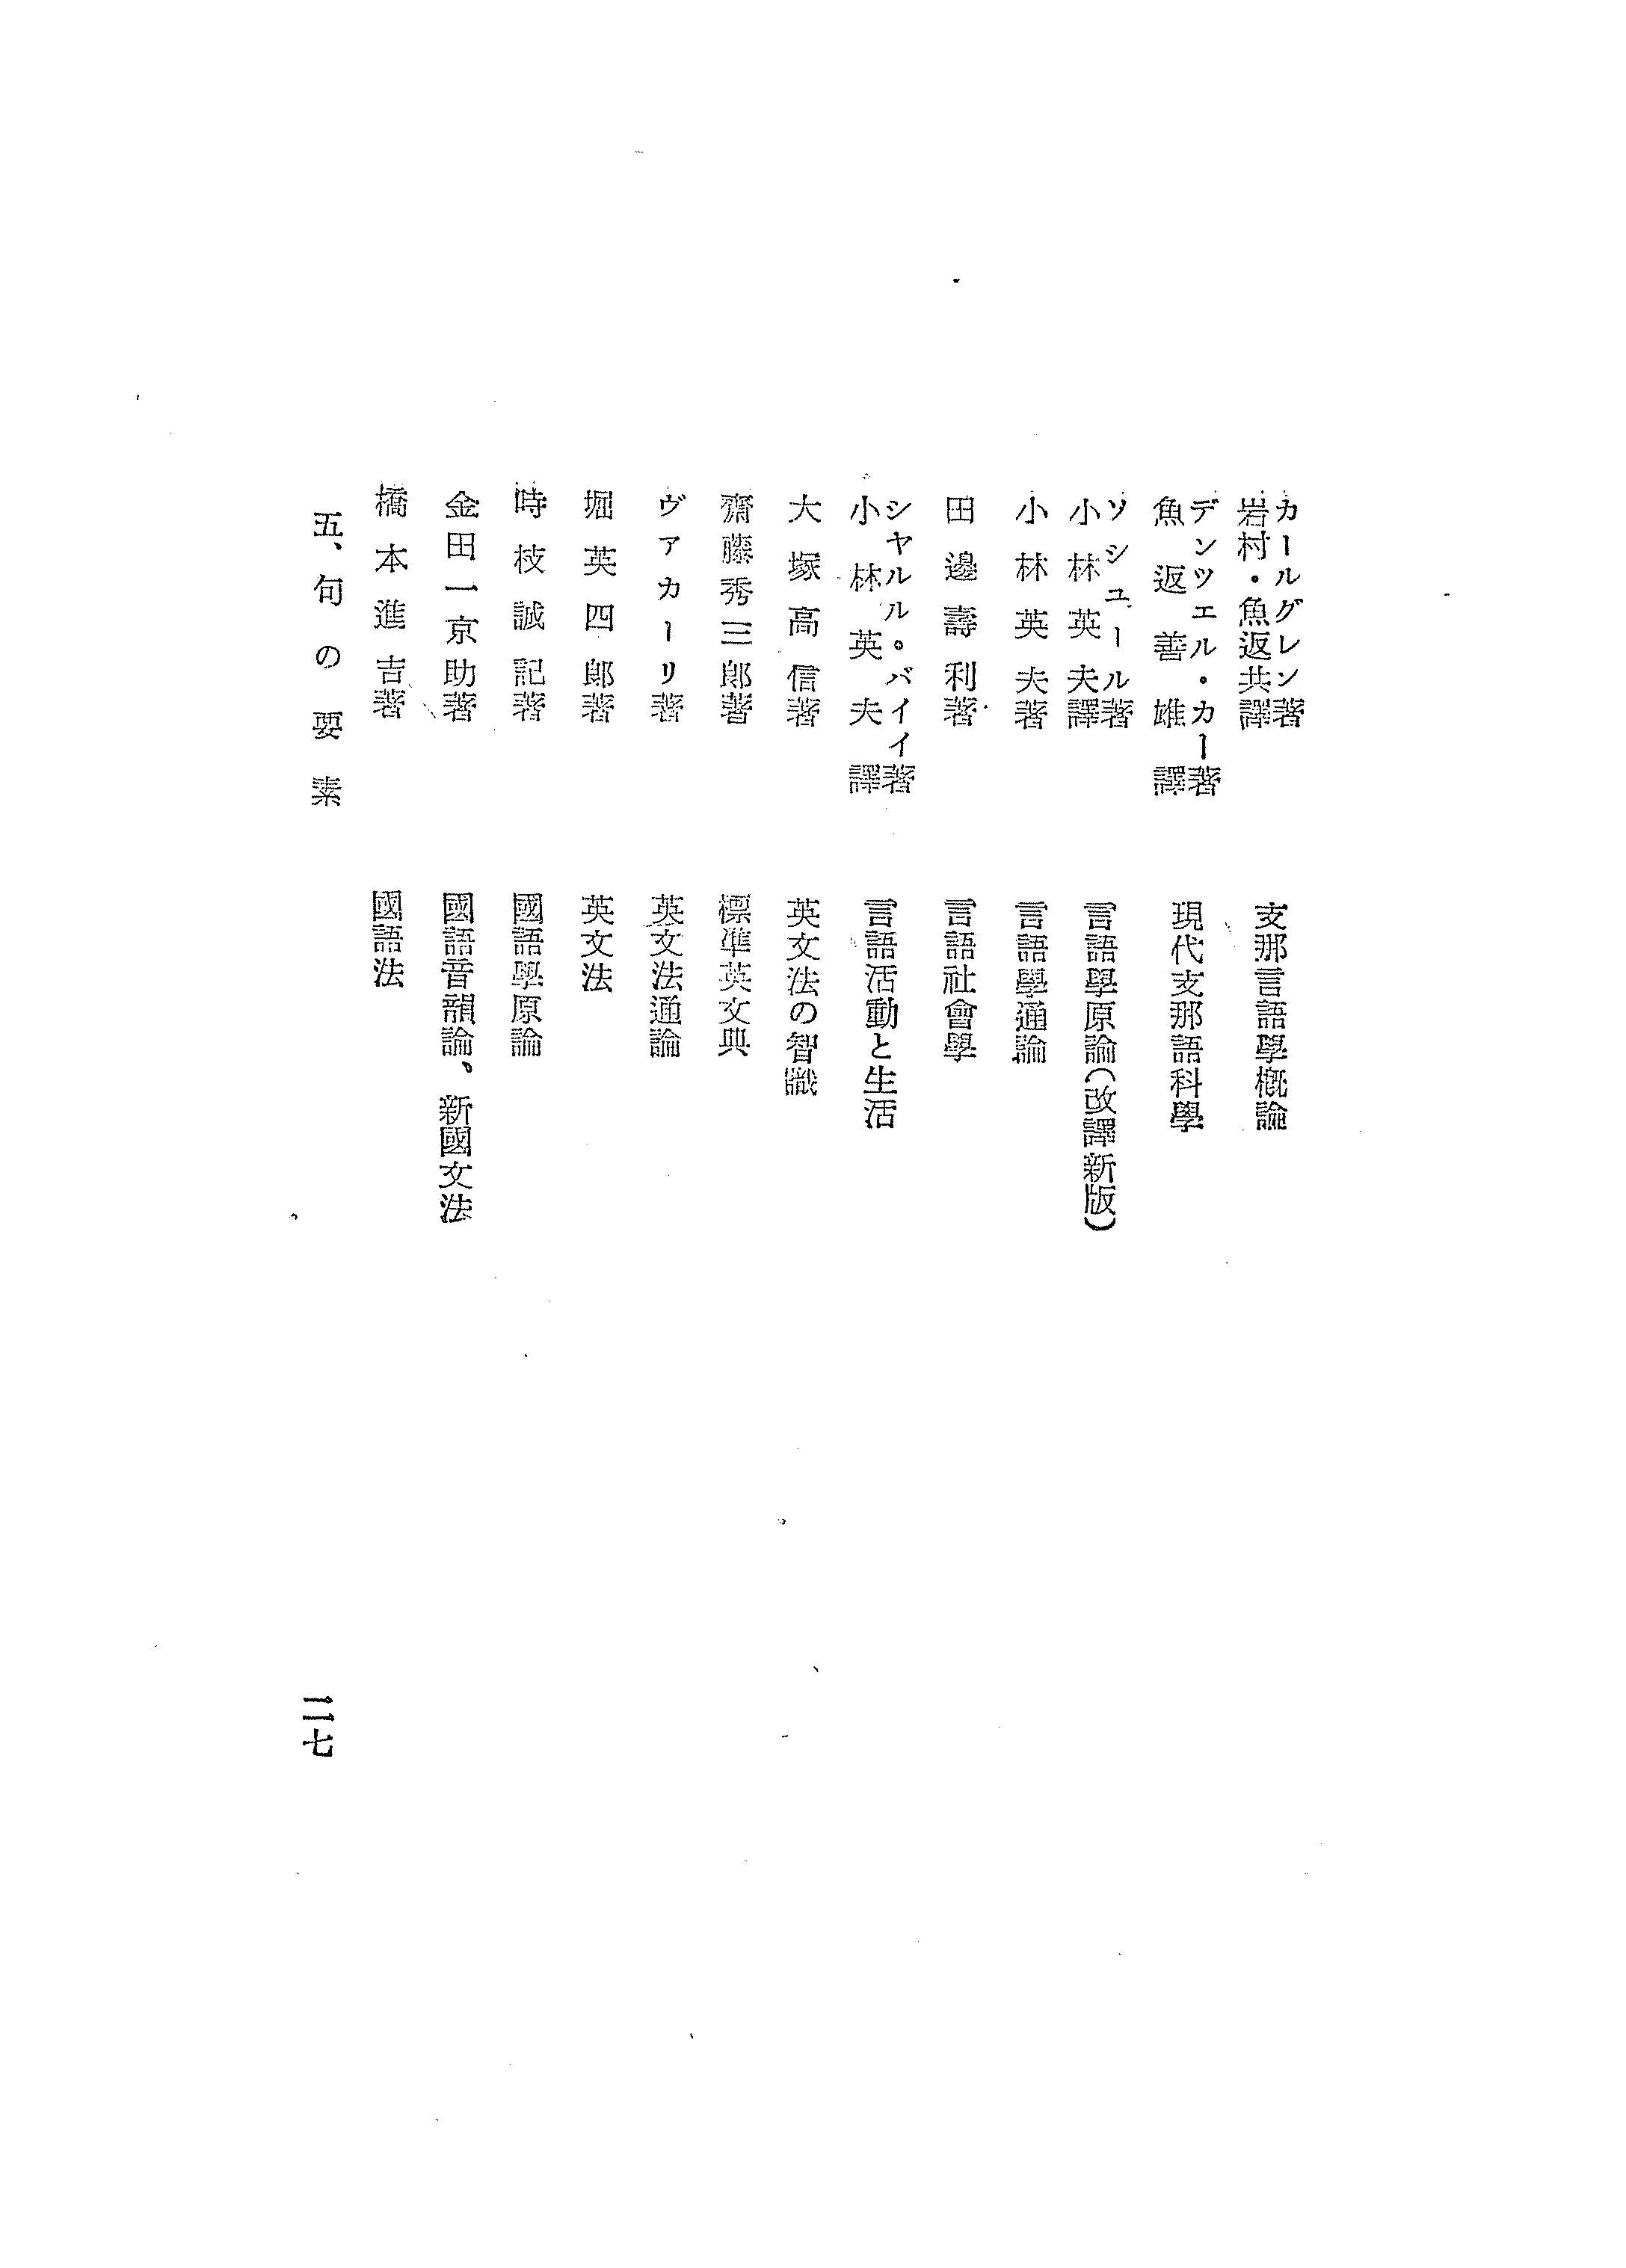 カールグレン著
岩村・魚返共譯
支那言語學概論
デンツェル・カー著
魚返善雄譯
現代支那語科學
ソシュール著
小林英夫譯
言語學原論(改譯新版)
小林英夫著
言語學通論
田邊壽利著
言語社會學
シャルル・バイイ著
小林英夫譯
言語活動と生活
大塚高信著
英文法の智識
齋藤秀三郎著
標準英文典
ヴァカーリ著
英文法通論
堀英四郎著
英文法
時枝誠記著
國語學原論
金田一京助著
國語音韻論、新國文法
橋本進吉著
國語法
五、句の要素
二七